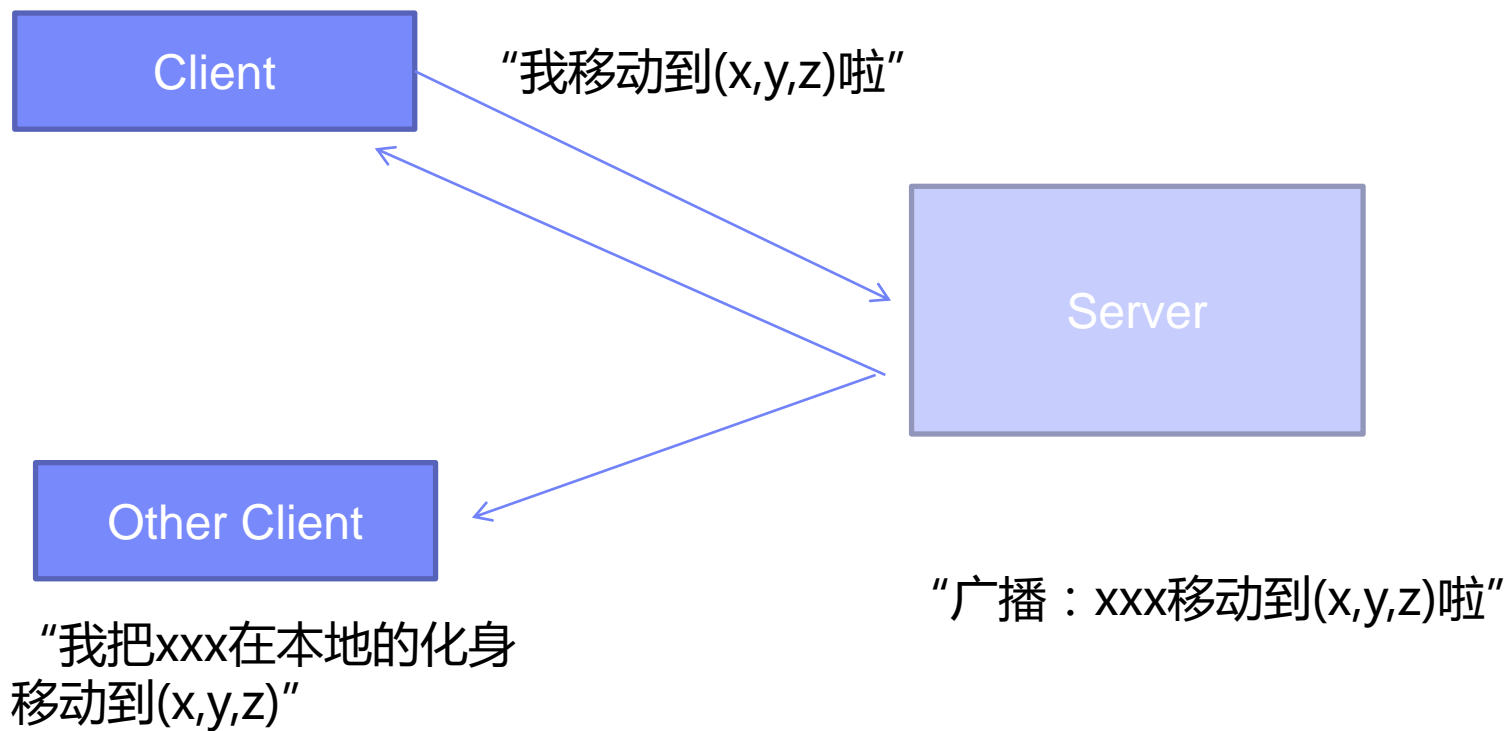 Client
“我移动到(x,y,z)啦”
Server
Other Client
“广播：xxx移动到(x,y,z)啦”
“我把xxx在本地的化身
移动到(x,y,z)”